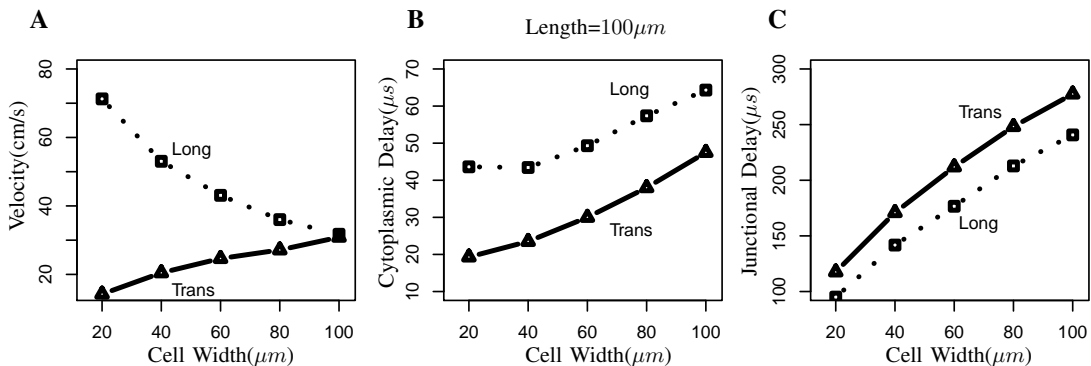 A
Velocity(cm/s)
80
60
40
20
Long
Trans
20 40 60 80 100
Cell Width(μm)
B
Length=100μm
Cytoplasmic Delay(μs)
70
60
50
40
30
20
10
Long
Trans
20 40 60 80 100
Cell Width(μm)
C
Junctional Delay(μs)
300
250
200
150
100
Trans
Long
20 40 60 80 100
Cell Width(μm)